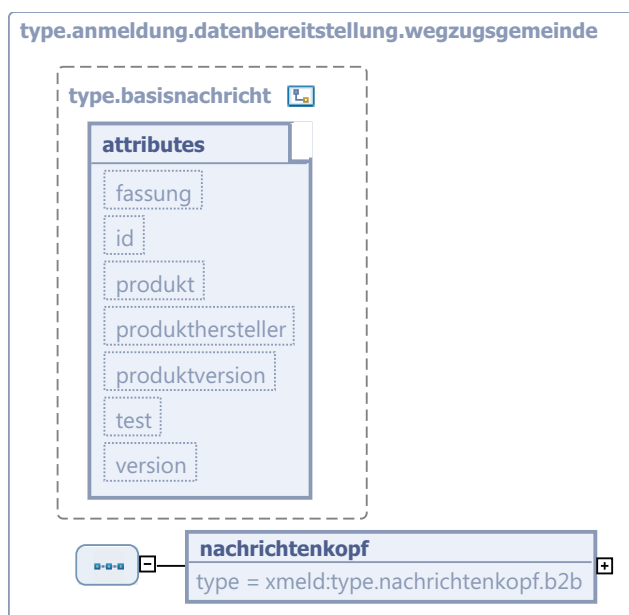 type.anmeldung.datenbereitstellung.wegzugsgemeinde
type.basisnachricht
attributes
fassung
id
produkt
produkthersteller
produktversion
test
version
nachrichtenkopf
type = xmeld:type.nachrichtenkopf.b2b